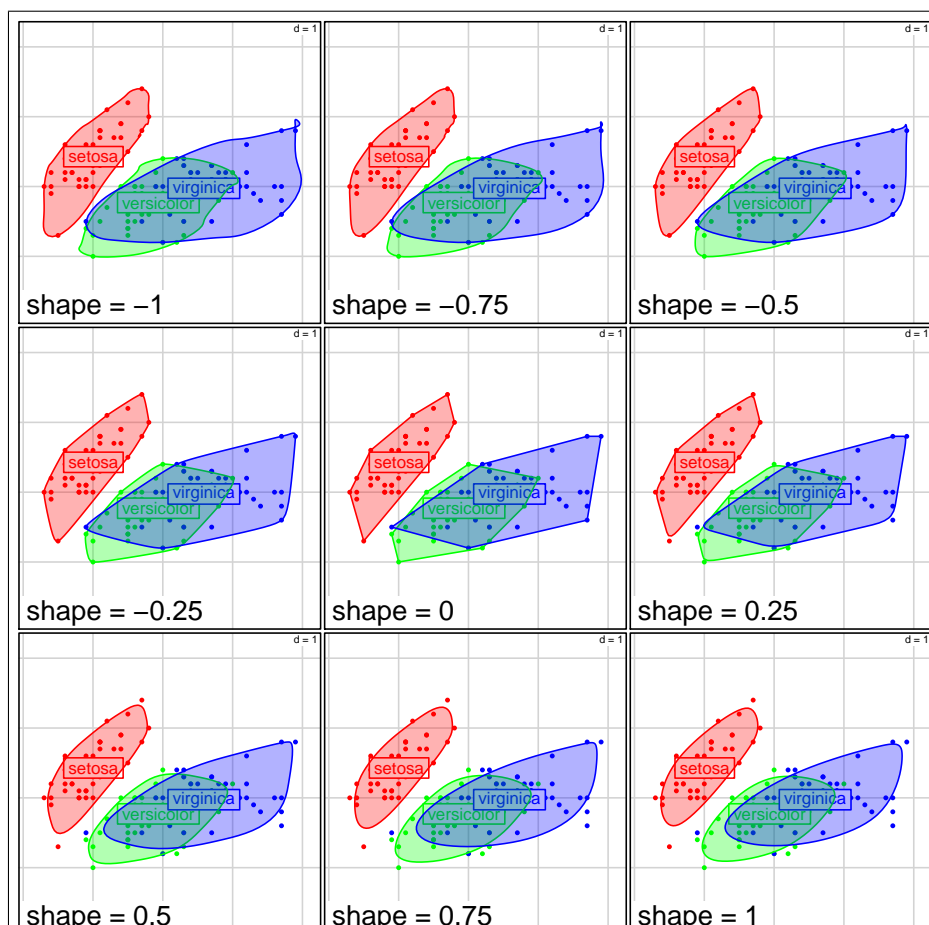 d = 1
setosa
virginica
versicolor
shape = −1
d = 1
setosa
virginica
versicolor
shape = −0.75
d = 1
setosa
virginica
versicolor
shape = −0.5
d = 1
setosa
virginica
versicolor
shape = −0.25
d = 1
setosa
virginica
versicolor
shape = 0
d = 1
setosa
virginica
versicolor
shape = 0.25
d = 1
setosa
virginica
versicolor
shape = 0.5
d = 1
setosa
virginica
versicolor
shape = 0.75
d = 1
setosa
virginica
versicolor
shape = 1